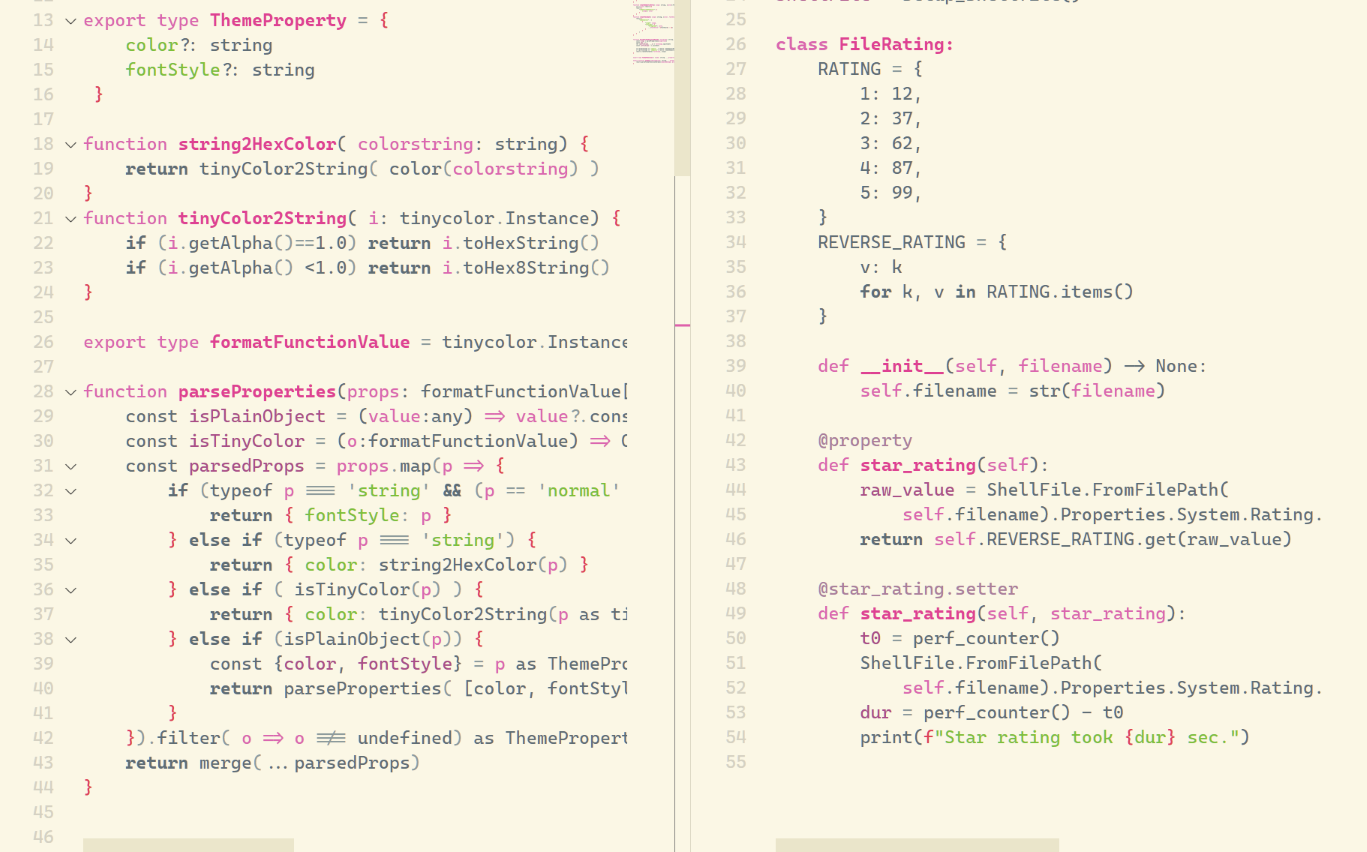 13 export type ThemeProperty = {
14 color?: string
15 fontStyle?: string
16 }
17
18 function string2HexColor( colorstring: string) {
19 return tinyColor2String( color(colorstring) )
20 }
21 function tinyColor2String( i: tinycolor.Instance) {
22 if (i.getAlpha()==1.0) return i.toHexString()
23 if (i.getAlpha() <1.0) return i.toHex8String()
24 }
25
26 export type formatFunctionValue = tinycolor.Instance
27
28 function parseProperties(props: formatFunctionValue[
29 const isPlainObject = (value:any) => value?.cons
30 const isTinyColor = (o:formatFunctionValue) =>
31 const parsedProps = props.map(p => {
32 if (typeof p === 'string' && (p == 'normal'
33 return { fontStyle: p }
34 } else if (typeof p === 'string') {
35 return { color: string2HexColor(p) }
36 } else if ( isTinyColor(p) ) {
37 return { color: tinyColor2String(p as ti
38 } else if (isPlainObject(p)) {
39 const {color, fontStyle} = p as ThemePro
40 return parseProperties( [color, fontStyl
41 }
42 }).filter( o => o !== undefined) as ThemePropert
43 return merge(...parsedProps)
44 }
45
46
25
26 class FileRating:
27 RATING = {
28 1: 12,
29 2: 37,
30 3: 62,
31 4: 87,
32 5: 99,
33 }
34 REVERSE_RATING = {
35 v: k
36 for k, v in RATING.items()
37 }
38
39 def __init__(self, filename) -> None:
40 self.filename = str(filename)
41
42 @property
43 def star_rating(self):
44 raw_value = ShellFile.FromFilePath(
45 self.filename).Properties.System.Rating.
46 return self.REVERSE_RATING.get(raw_value)
47
48 @star_rating.setter
49 def star_rating(self, star_rating):
50 t0 = perf_counter()
51 ShellFile.FromFilePath(
52 self.filename).Properties.System.Rating.
53 dur = perf_counter() - t0
54 print(f"Star rating took {dur} sec.")
55